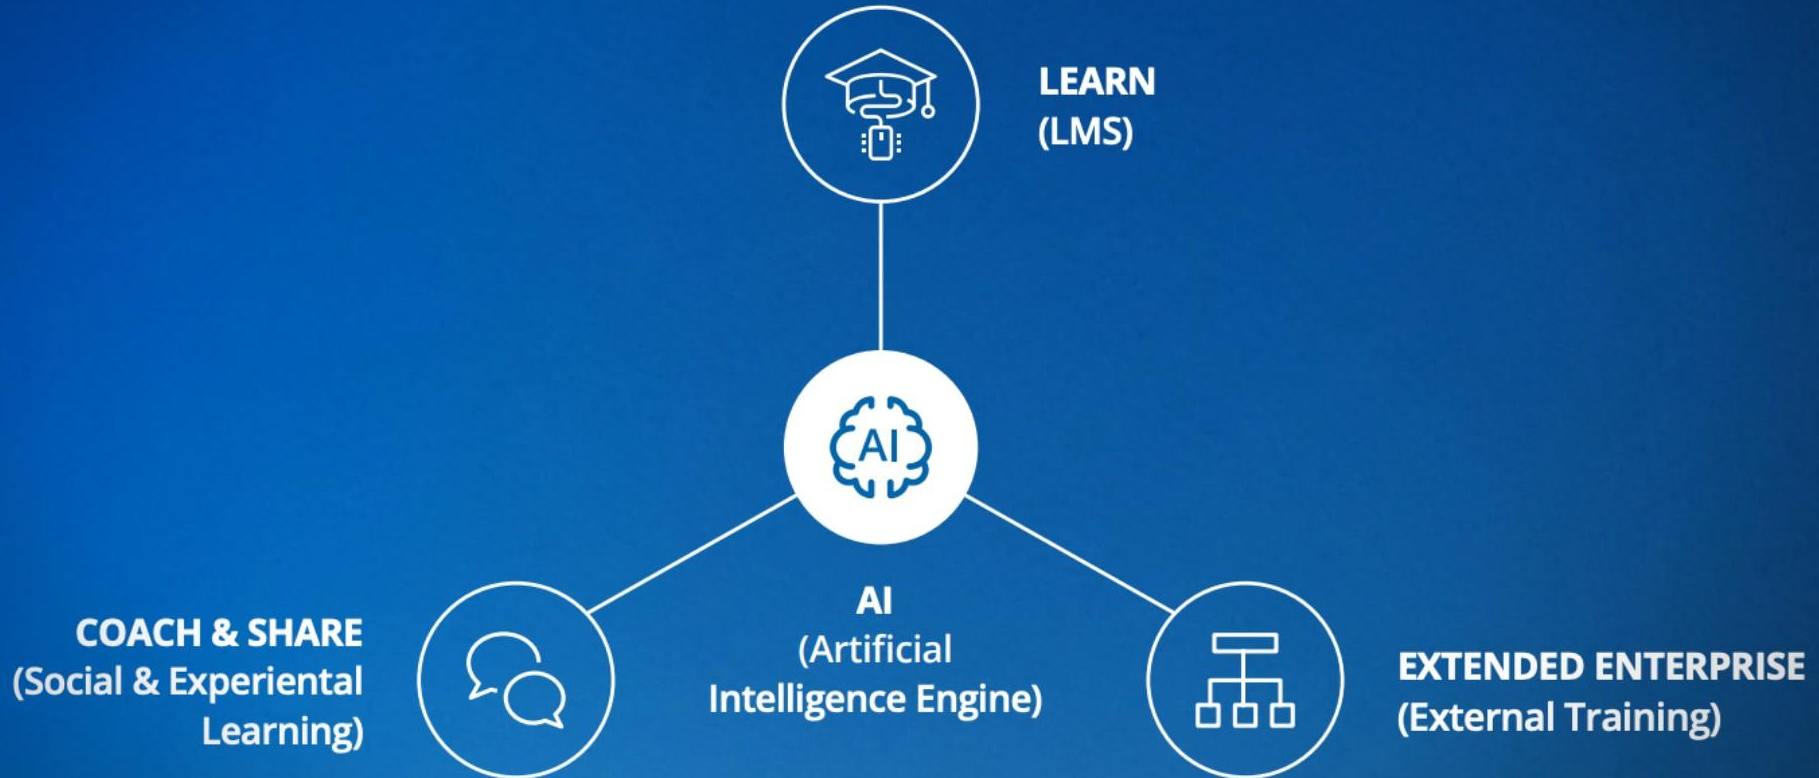 LEARN
(LMS)
AI
AI
(Artificial
Intelligence Engine)
COACH & SHARE
(Social & Experiental
Learning)
EXTENDED ENTERPRISE
(External Training)